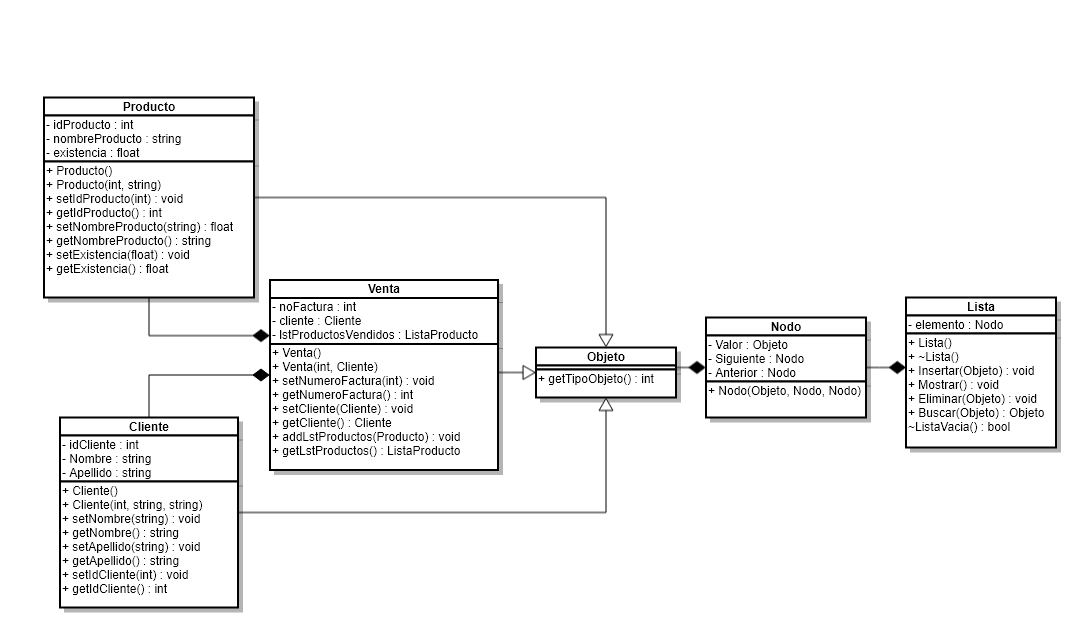 Producto
- idProducto : int
- nombreProducto : string
- existencia : float
+ Producto()
+ Producto(int, string)
+ setIdProducto(int) : void
+ getIdProducto() : int
+ setNombreProducto(string) : float
+ getNombreProducto() : string
+ setExistencia(float) : void
+ getExistencia() : float
Venta
- noFactura : int
- cliente : Cliente
- lstProductosVendidos : ListaProducto
+ Venta()
+ Venta(int, Cliente)
+ setNumeroFactura(int) : void
+ getNumeroFactura() : int
+ setCliente(Cliente) : void
+ getCliente() : Cliente
+ addLstProductos(Producto) : void
+ getLstProductos() : ListaProducto
Cliente
- idCliente : int
- Nombre : string
- Apellido : string
+ Cliente()
+ Cliente(int, string, string)
+ setNombre(string) : void
+ getNombre() : string
+ setApellido(string) : void
+ getApellido() : string
+ setIdCliente(int) : void
+ getIdCliente() : int
Objeto
+ getTipoObjeto() : int
Nodo
- Valor : Objeto
- Siguiente : Nodo
- Anterior : Nodo
+ Nodo(Objeto, Nodo, Nodo)
Lista
- elemento : Nodo
+ Lista()
+ ~Lista()
+ Insertar(Objeto) : void
+ Mostrar() : void
+ Eliminar(Objeto) : void
+ Buscar(Objeto) : Objeto
~ListaVacia() : bool